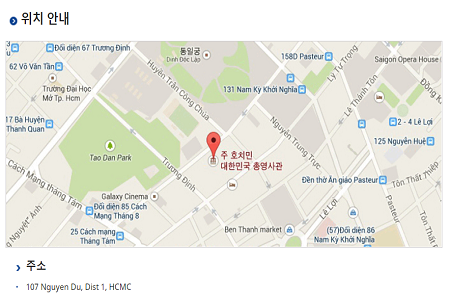 위치 안내
Đối diện 67 Trương Định
통일궁
Dinh Độc Lập
158D Pasteur
Lý Tự Trọng
Saigon Opera House
62 Võ Văn Tần
Huyền Trân Công Chúa
131 Nam Kỳ Khởi Nghĩa
Lê Thánh Tôn
Đồng K
Trường Đại Học
Mở Tp. Hcm
17 Bà Huyện
Thanh Quan
2 - 4 Lê Lợi
Nguyễn Trung Trực
125 Nguyễn Huệ
Tao Dan Park
주 호치민
대한민국 총영사관
Trương Định
Cách Mạng tháng Tám
Đền thờ Ấn giáo Pasteur
Tôn Thất Thiệp
Galaxy Cinema
Đối diện 85 Cách
Mạng Tháng 8
Lê Lợi
Pasteur
25 Cách mạng
Tháng Tám
Ben Thanh market
(57)Đối diện 86
Nam Kỳ Khởi Nghĩa
Tôn Thất
주소
107 Nguyen Du, Dist 1, HCMC